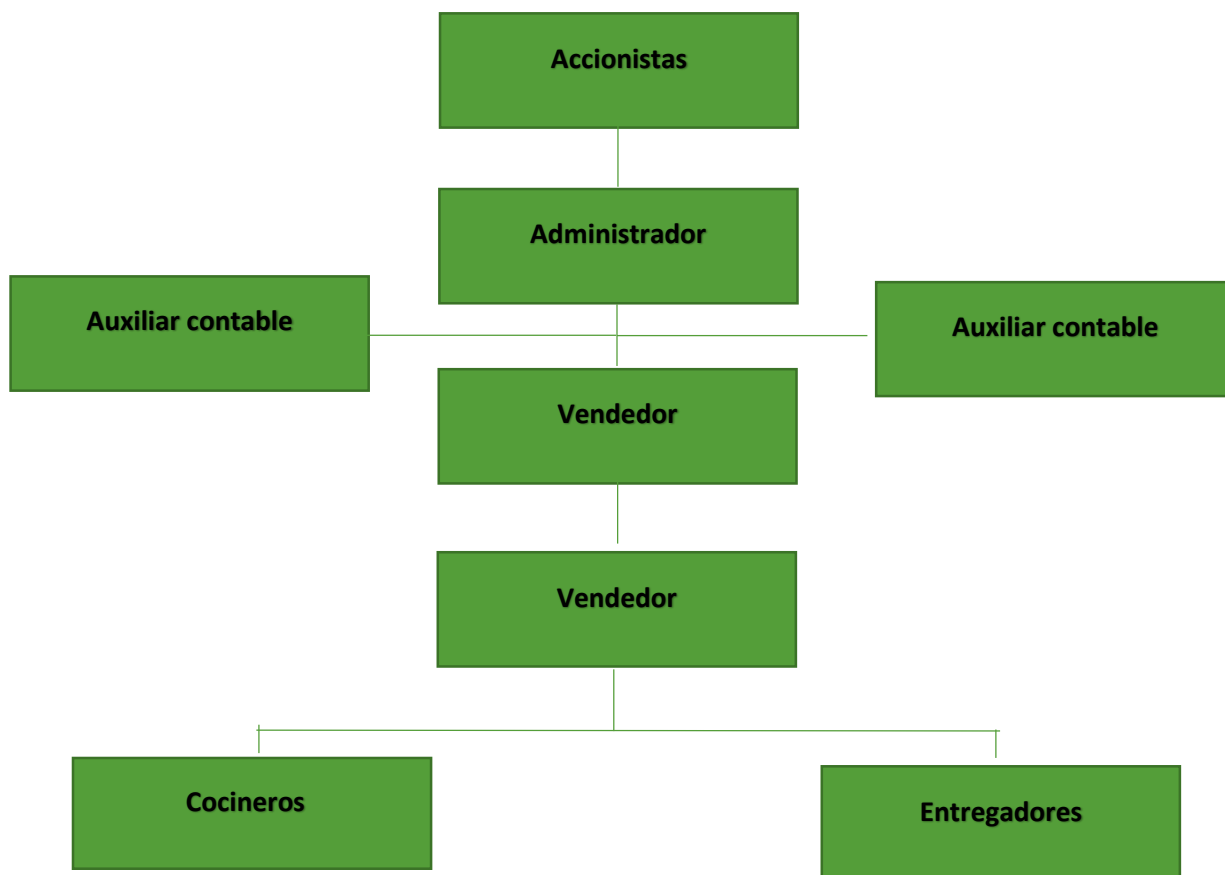 Accionistas
Administrador
Auxiliar contable
Auxiliar contable
Vendedor
Vendedor
Cocineros
Entregadores